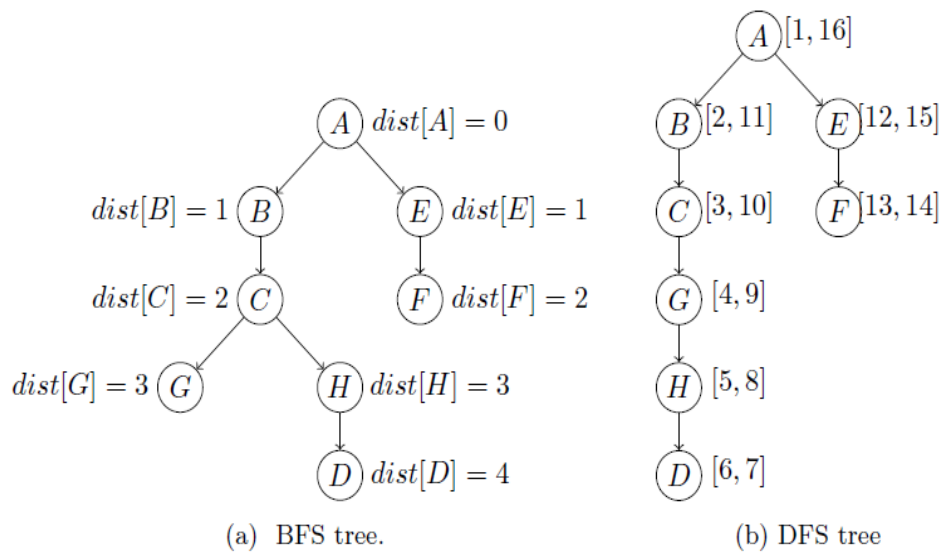 A [1, 16]
A dist[A] = 0
B [2, 11] E [12, 15]
dist[B] = 1 B E dist[E] = 1
C [3, 10] F [13, 14]
dist[C] = 2 C F dist[F] = 2
G [4, 9]
dist[G] = 3 G H dist[H] = 3
H [5, 8]
D dist[D] = 4
D [6, 7]
(a) BFS tree.
(b) DFS tree